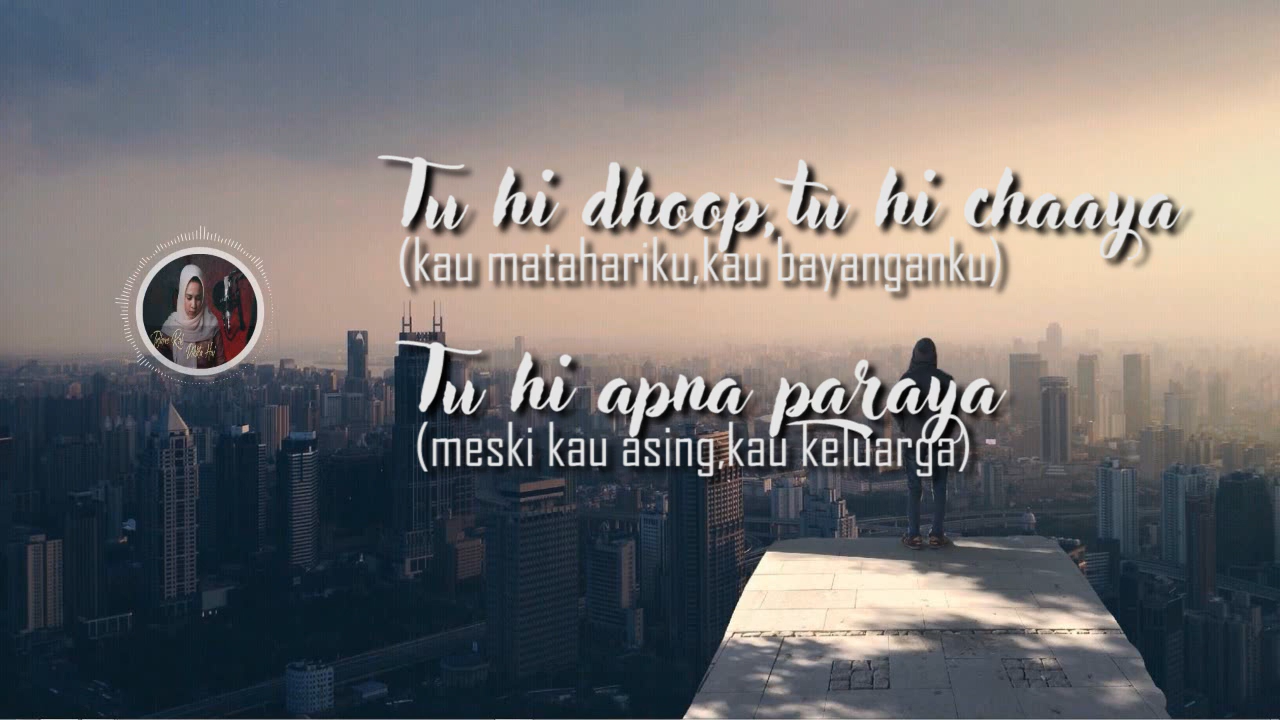 Tu hi dhoop,tu hi chaaya
(kau matahariku,kau bayanganku)
Tu hi apna paraya
(meski kau asing,kau keluarga)